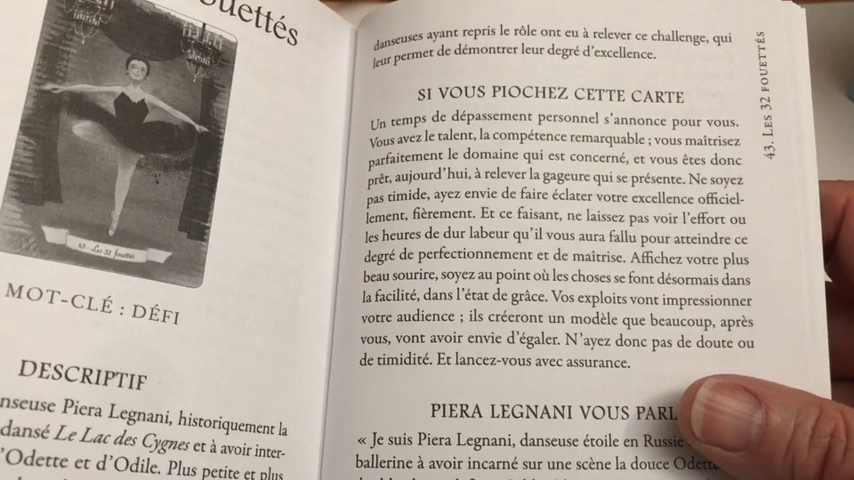 ouettés
43 - Les 32 fouettés
MOT-CLÉ : DÉFI
DESCRIPTIF
nseuse Piera Legnani, historiquement la
dansé Le Lac des Cygnes et à avoir inter-
'Odette et d'Odile. Plus petite et plus
danseuses ayant repris le rôle ont eu à relever ce challenge, qui
leur permet de démontrer leur degré d'excellence.
SI VOUS PIOCHEZ CETTE CARTE
Un temps de dépassement personnel s'annonce pour vous.
Vous avez le talent, la compétence remarquable ; vous maîtrisez
parfaitement le domaine qui est concerné, et vous êtes donc
prêt, aujourd'hui, à relever la gageure qui se présente. Ne soyez
pas timide, ayez envie de faire éclater votre excellence officiel-
lement, fièrement. Et ce faisant, ne laissez pas voir l'effort ou
les heures de dur labeur qu'il vous aura fallu pour atteindre ce
degré de perfectionnement et de maîtrise. Affichez votre plus
beau sourire, soyez au point où les choses se font désormais dans
la facilité, dans l'état de grâce. Vos exploits vont impressionner
votre audience ; ils créeront un modèle que beaucoup, après
vous, vont avoir envie d'égaler. N'ayez donc pas de doute ou
de timidité. Et lancez-vous avec assurance.
PIERA LEGNANI VOUS PARL
« Je suis Piera Legnani, danseuse étoile en Russie
ballerine à avoir incarné sur une scène la douce Odette
43. Les 32 fouettés